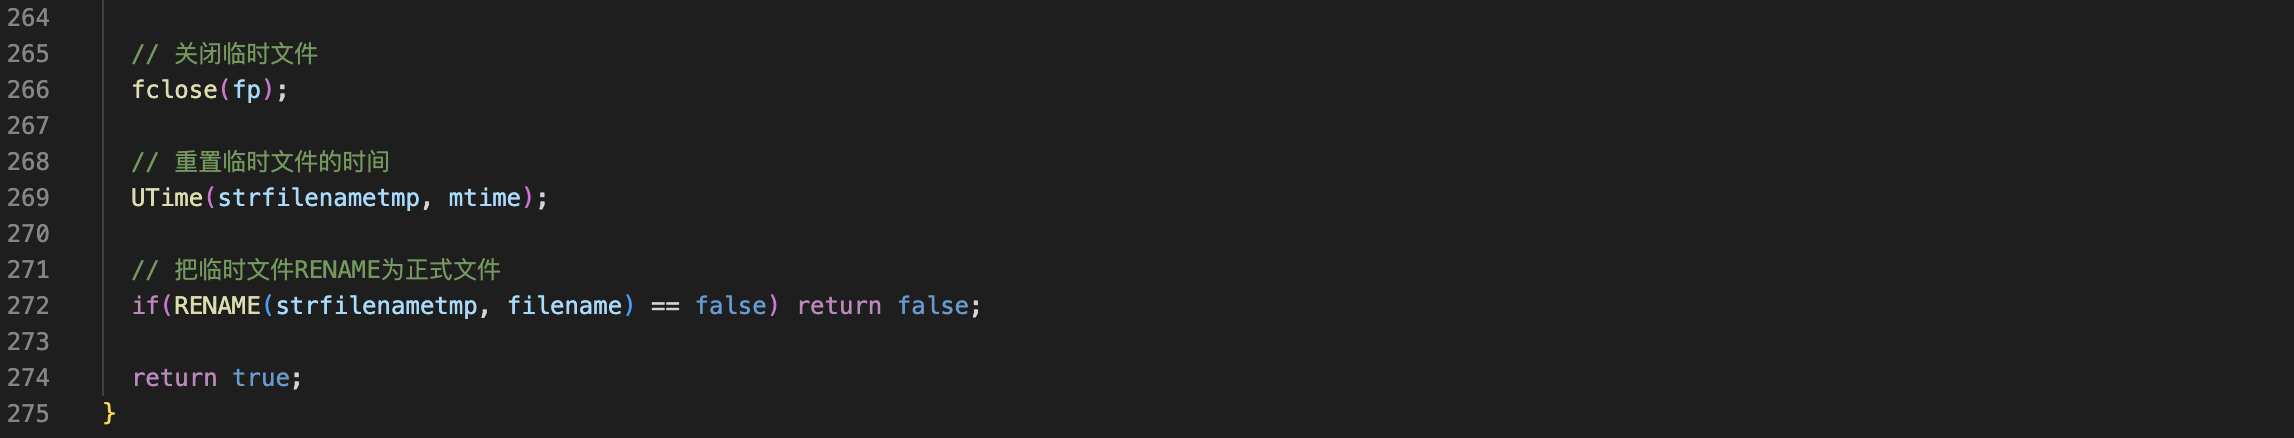 264
265 // 关闭临时文件
266 fclose(fp);
267
268 // 重置临时文件的时间
269 UTime(strfilenametmp, mtime);
270
271 // 把临时文件RENAME为正式文件
272 if(RENAME(strfilenametmp, filename) == false) return false;
273
274 return true;
275 }